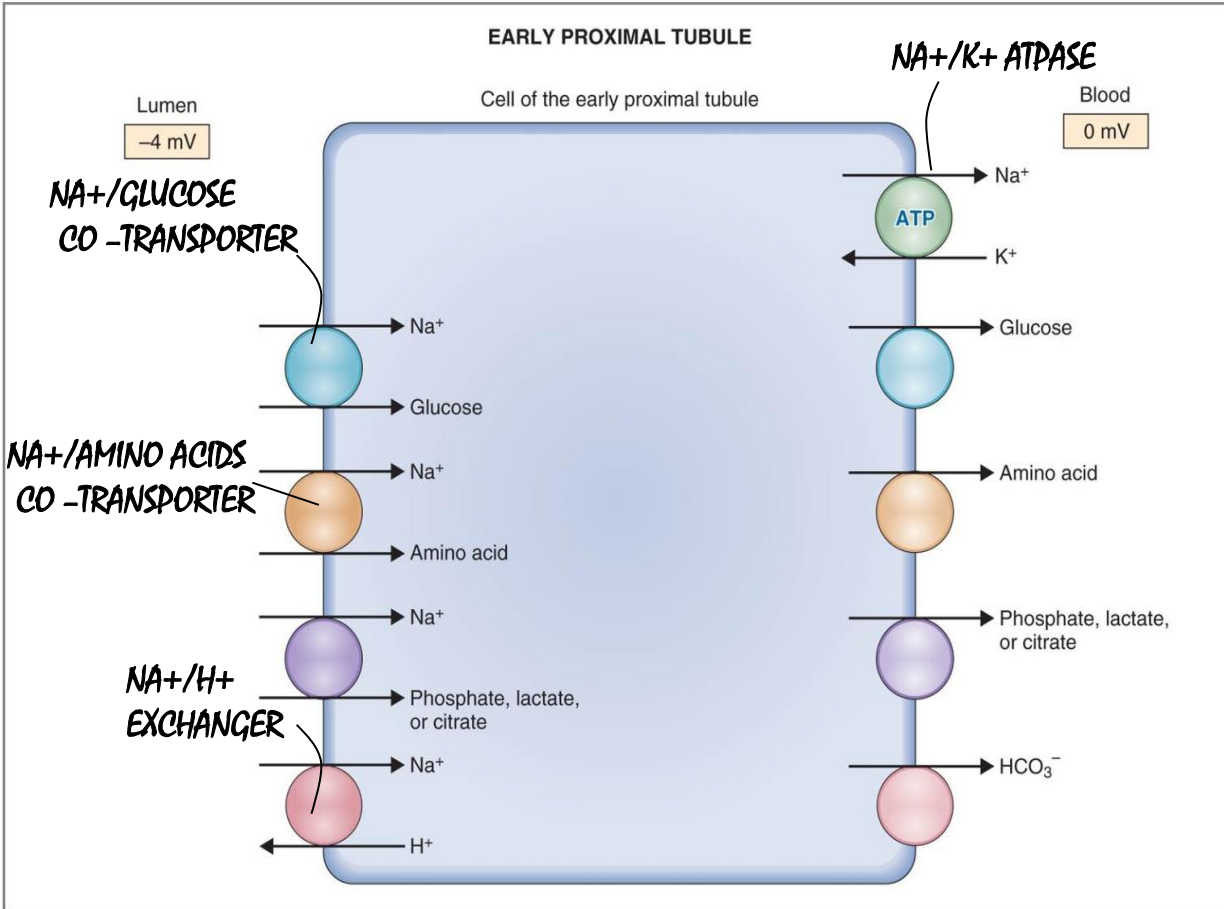 EARLY PROXIMAL TUBULE
NA+/K+ ATPASE
Cell of the early proximal tubule
Lumen
–4 mV
Blood
0 mV
NA+/GLUCOSE
CO -TRANSPORTER
Na⁺
ATP
K⁺
Na⁺
Glucose
Glucose
NA+/AMINO ACIDS
CO -TRANSPORTER
Na⁺
Amino acid
Amino acid
Na⁺
Phosphate, lactate,
or citrate
Phosphate, lactate,
or citrate
NA+/H+
EXCHANGER
Na⁺
H⁺
HCO₃⁻